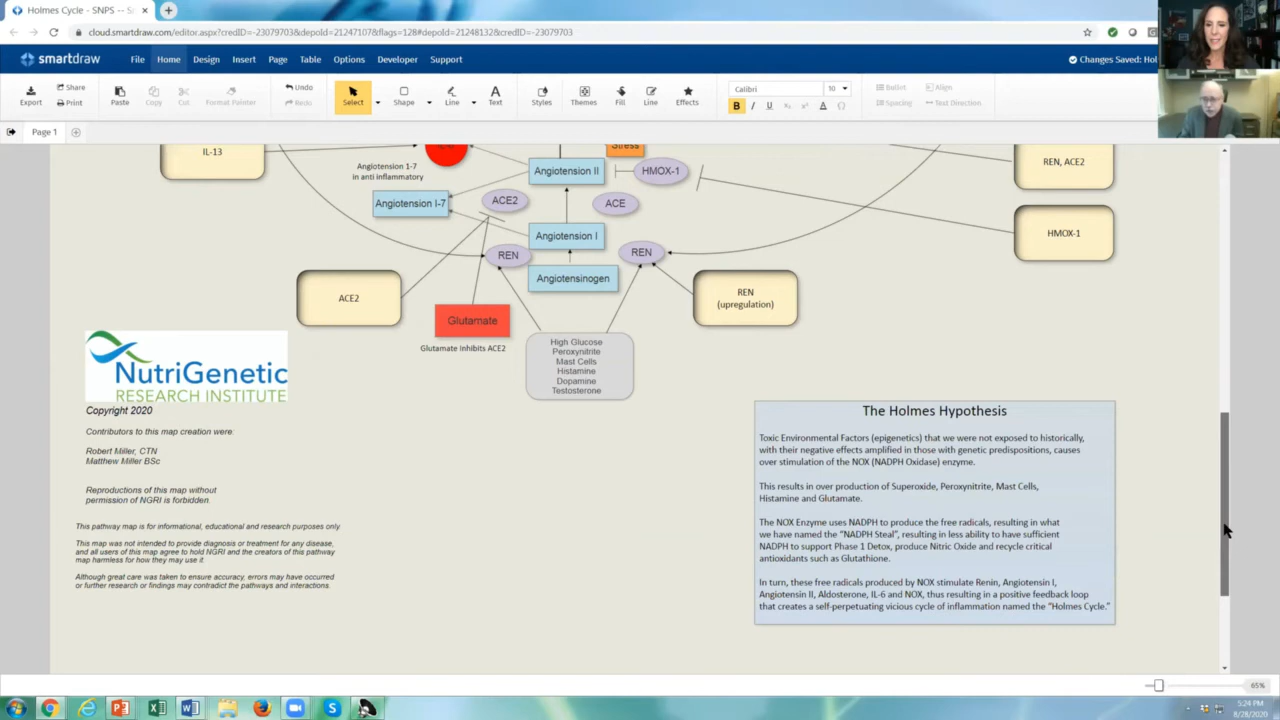 Holmes Cycle - SNPS -- S
cloud.smartdraw.com/editor.aspx?credID=-23079703&depoId=21247107&flags=128#depoId=21248132&credID=-23079703
smartdraw
File Home Design Insert Page Table Options Developer Support
Changes Saved: Hol
Export
Share
Print
Paste
Copy
Cut
Format Painter
Undo
Redo
Select
Shape
Line
Text
Styles
Themes
Fill
Line
Effects
Calibri 10
B I U
Bullet Align
Spacing Text Direction
Page 1
IL-13
Stress
REN, ACE2
Angiotensin 1-7
in anti inflammatory
Angiotension II
HMOX-1
Angiotension I-7
ACE2
ACE
HMOX-1
Angiotension I
REN
REN
Angiotensinogen
ACE2
REN
(upregulation)
Glutamate
Glutamate Inhibits ACE2
High Glucose
Peroxynitrite
Mast Cells
Histamine
Dopamine
Testosterone
NutriGenetic
RESEARCH INSTITUTE
Copyright 2020
Contributors to this map creation were:
Robert Miller, CTN
Matthew Miller BSc
Reproductions of this map without
permission of NGRI is forbidden
This pathway map is for informational, educational and research purposes only
This map was not intended to provide diagnosis or treatment for any disease,
and all users of this map agree to hold NGRI and the creators of this pathway
map harmless for how they may use it
Although great care was taken to ensure accuracy, errors may have occurred
or further research or findings may contradict the pathways and interactions.
The Holmes Hypothesis
Toxic Environmental Factors (epigenetics) that we were not exposed to historically,
with their negative effects amplified in those with genetic predispositions, causes
over stimulation of the NOX (NADPH Oxidase) enzyme.
This results in over production of Superoxide, Peroxynitrite, Mast Cells,
Histamine and Glutamate.
The NOX Enzyme uses NADPH to produce the free radicals, resulting in what
we have named the "NADPH Steal", resulting in less ability to have sufficient
NADPH to support Phase 1 Detox, produce Nitric Oxide and recycle critical
antioxidants such as Glutathione.
In turn, these free radicals produced by NOX stimulate Renin, Angiotensin I,
Angiotensin II, Aldosterone, IL-6 and NOX, thus resulting in a positive feedback loop
that creates a self-perpetuating vicious cycle of inflammation named the "Holmes Cycle."
65%
5:24 PM
8/28/2020